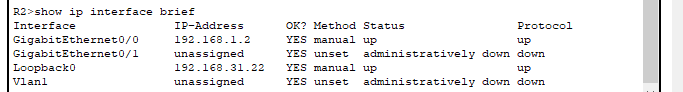 R2>show ip interface brief
Interface IP-Address OK? Method Status Protocol
GigabitEthernet0/0 192.168.1.2 YES manual up up
GigabitEthernet0/1 unassigned YES unset administratively down down
Loopback0 192.168.31.22 YES manual up up
Vlan1 unassigned YES unset administratively down down